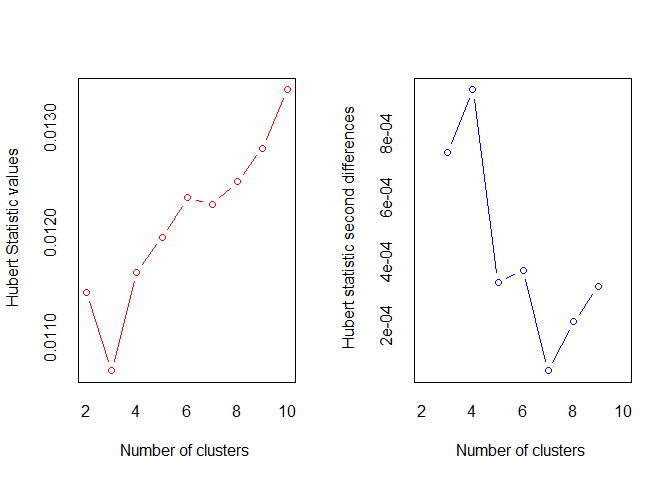 Hubert Statistic values
0.0110
0.0120
0.0130
2
4
6
8
10
Number of clusters
Hubert statistic second differences
2e-04
4e-04
6e-04
8e-04
2
4
6
8
10
Number of clusters